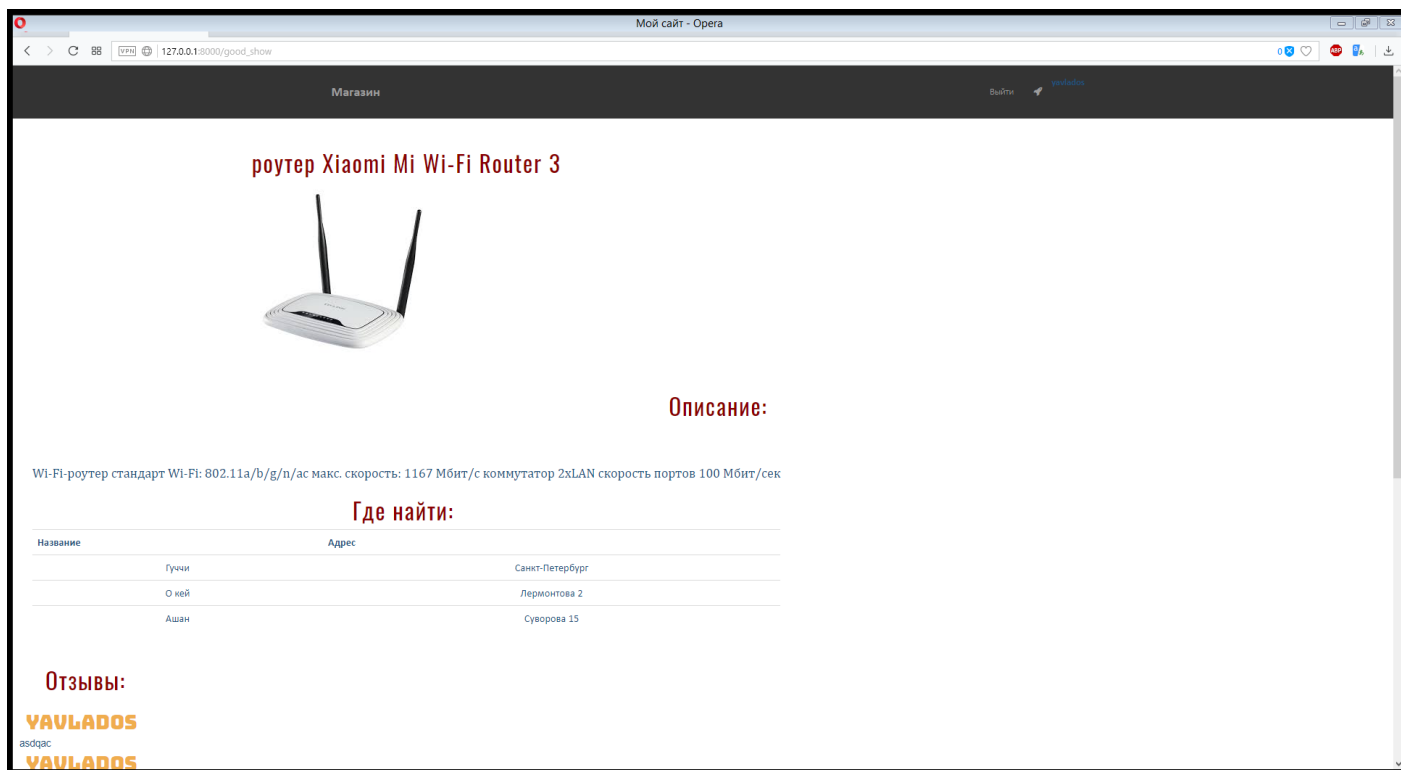 Мой сайт - Opera
VPN 127.0.0.1:8000/good_show 0 ABP
Магазин Выйти yavlados
роутер Xiaomi Mi Wi-Fi Router 3
Описание:
Wi-Fi-роутер стандарт Wi-Fi: 802.11a/b/g/n/ac макс. скорость: 1167 Мбит/с коммутатор 2xLAN скорость портов 100 Мбит/сек
Где найти:
Название Адрес
Гуччи Санкт-Петербург
О кей Лермонтова 2
Ашан Суворова 15
Отзывы:
YAVLADOS
asdqac
YAVLADOS